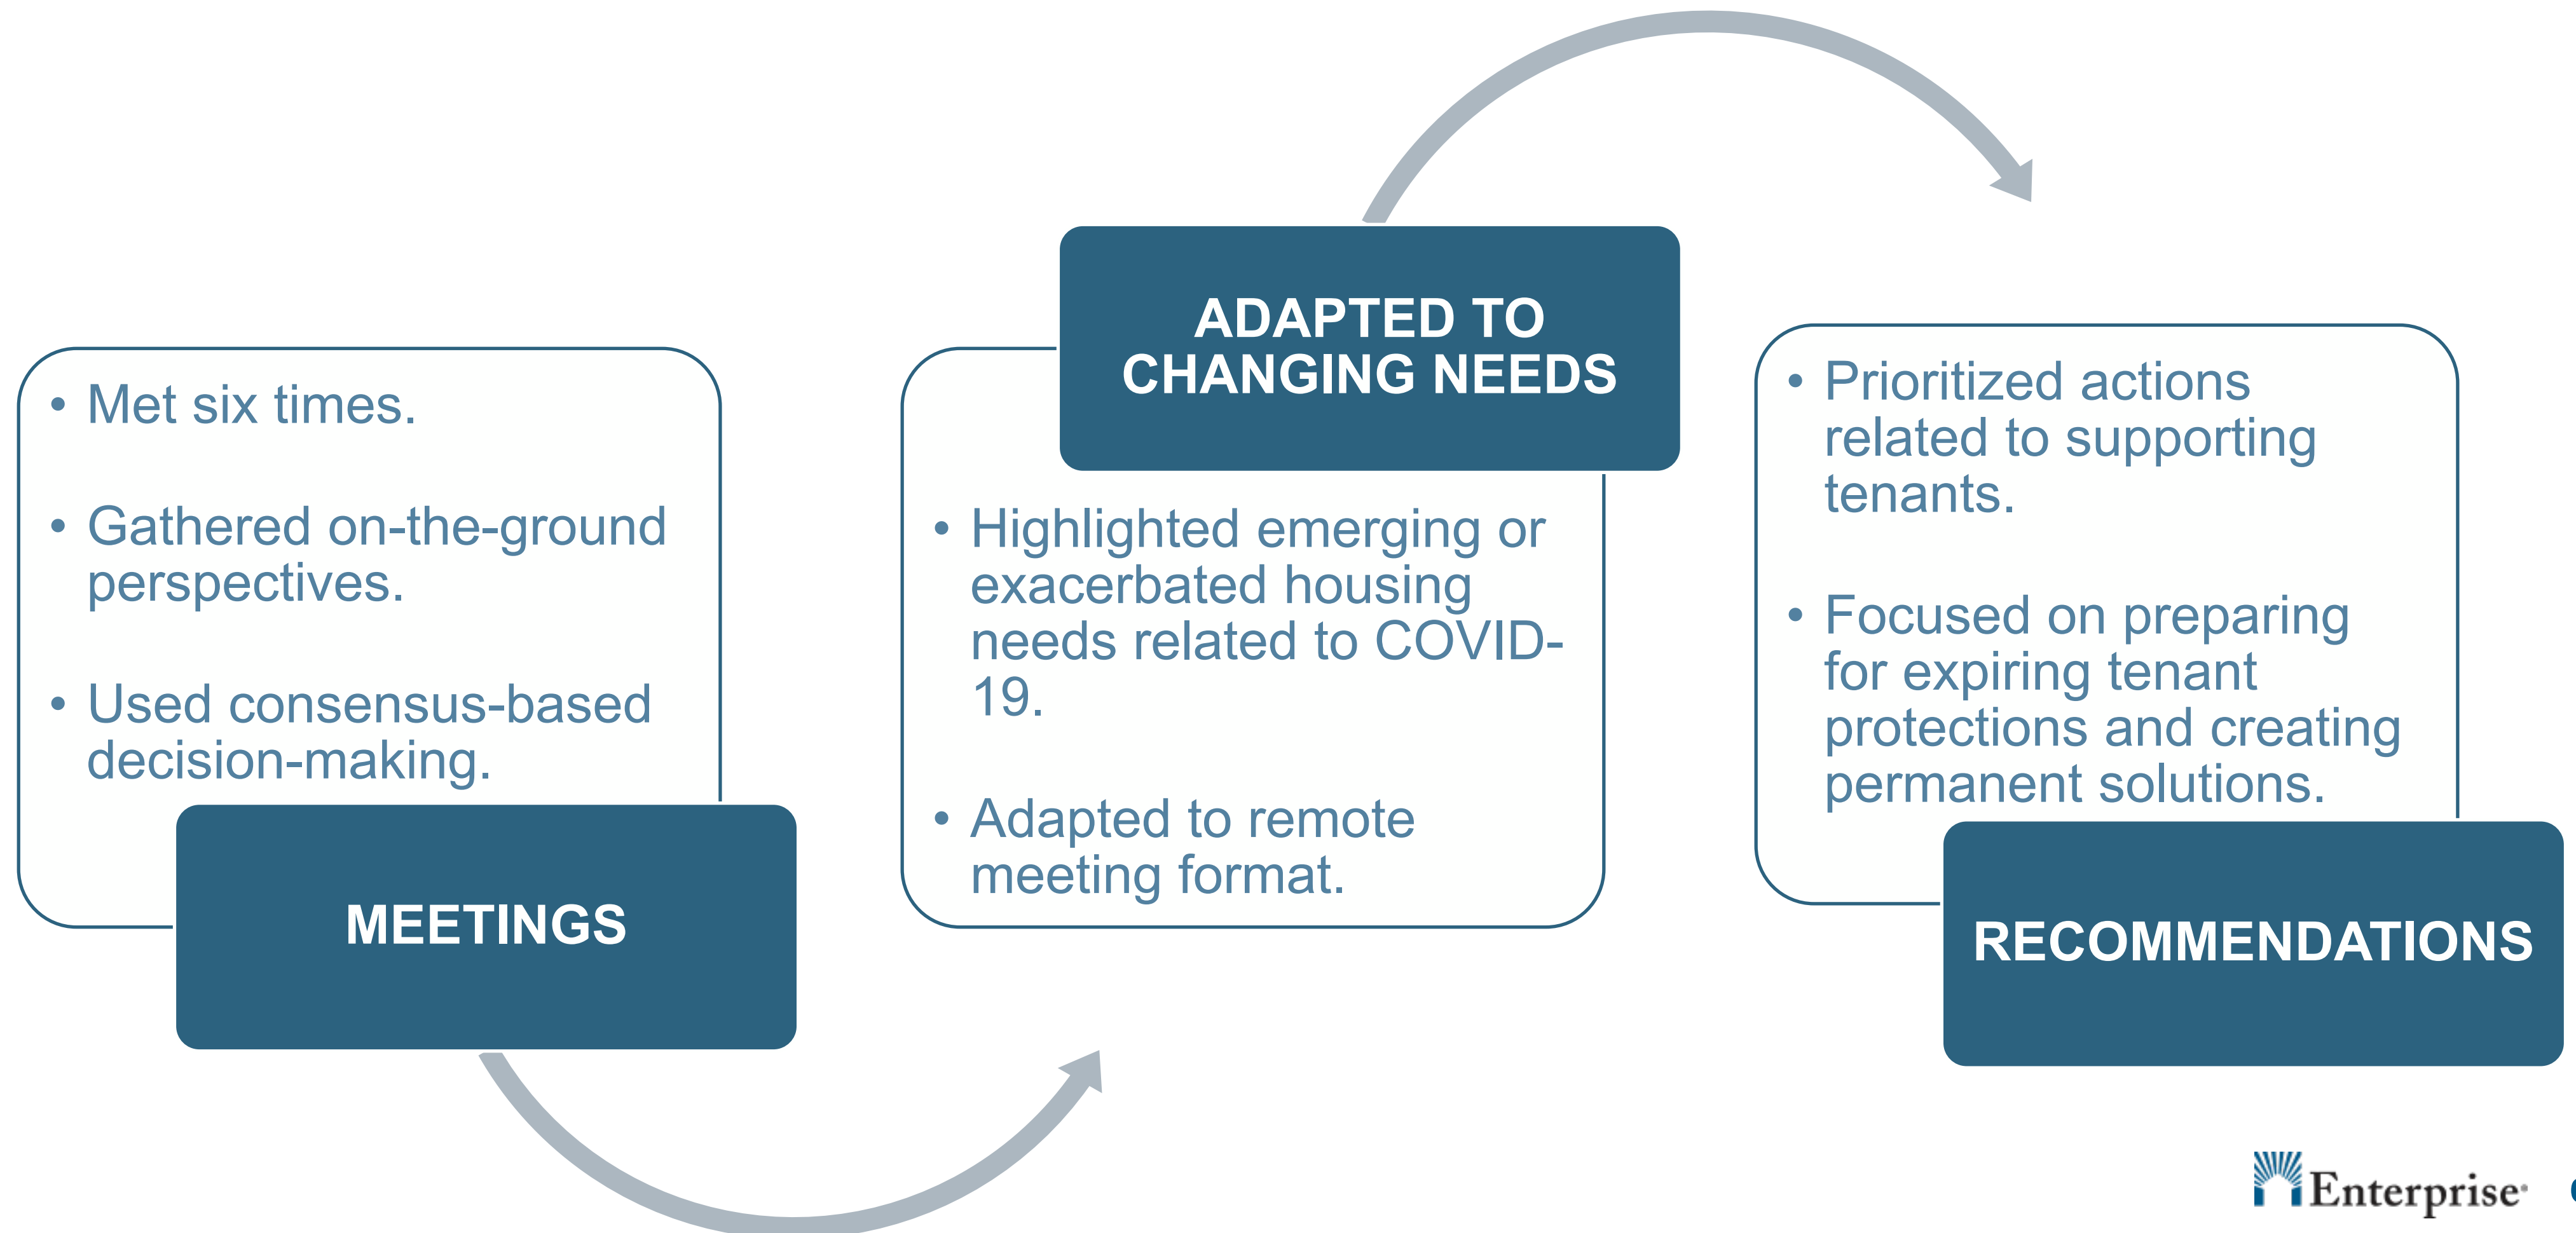 • Met six times.
• Gathered on-the-ground
perspectives.
• Used consensus-based
decision-making.
MEETINGS
ADAPTED TO
CHANGING NEEDS
• Highlighted emerging or
exacerbated housing
needs related to COVID-
19.
• Adapted to remote
meeting format.
• Prioritized actions
related to supporting
tenants.
• Focused on preparing
for expiring tenant
protections and creating
permanent solutions.
RECOMMENDATIONS
Enterprise®